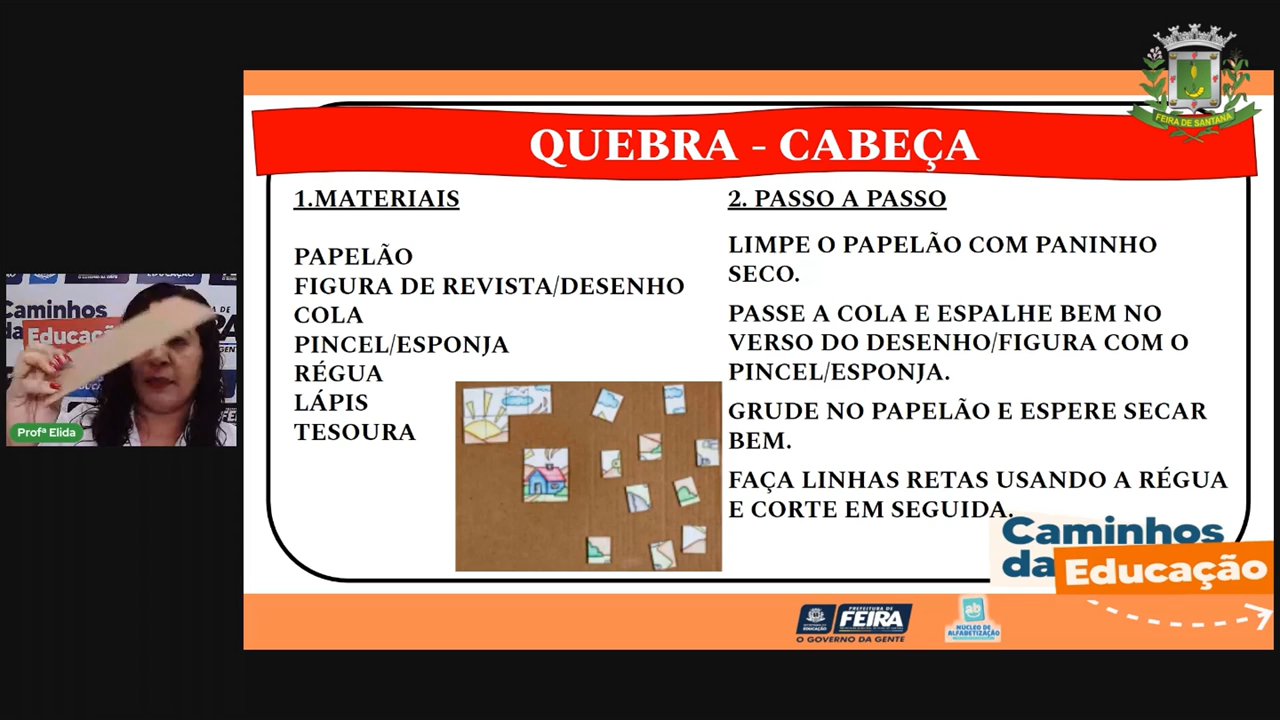 FEIRA DE SANTANA
QUEBRA - CABEÇA
1.MATERIAIS
PAPELÃO
FIGURA DE REVISTA/DESENHO
COLA
PINCEL/ESPONJA
RÉGUA
LÁPIS
TESOURA
2. PASSO A PASSO
LIMPE O PAPELÃO COM PANINHO
SECO.
PASSE A COLA E ESPALHE BEM NO
VERSO DO DESENHO/FIGURA COM O
PINCEL/ESPONJA.
GRUDE NO PAPELÃO E ESPERE SECAR
BEM.
FAÇA LINHAS RETAS USANDO A RÉGUA
E CORTE EM SEGUIDA.
Caminhos
da Educação
Caminhos
da
Educaç
Profª Elida
EDUCAÇÃO
PREFEITURA DE
FEIRA
O GOVERNO DA GENTE
ab
NÚCLEO DE
ALFABETIZAÇÃO